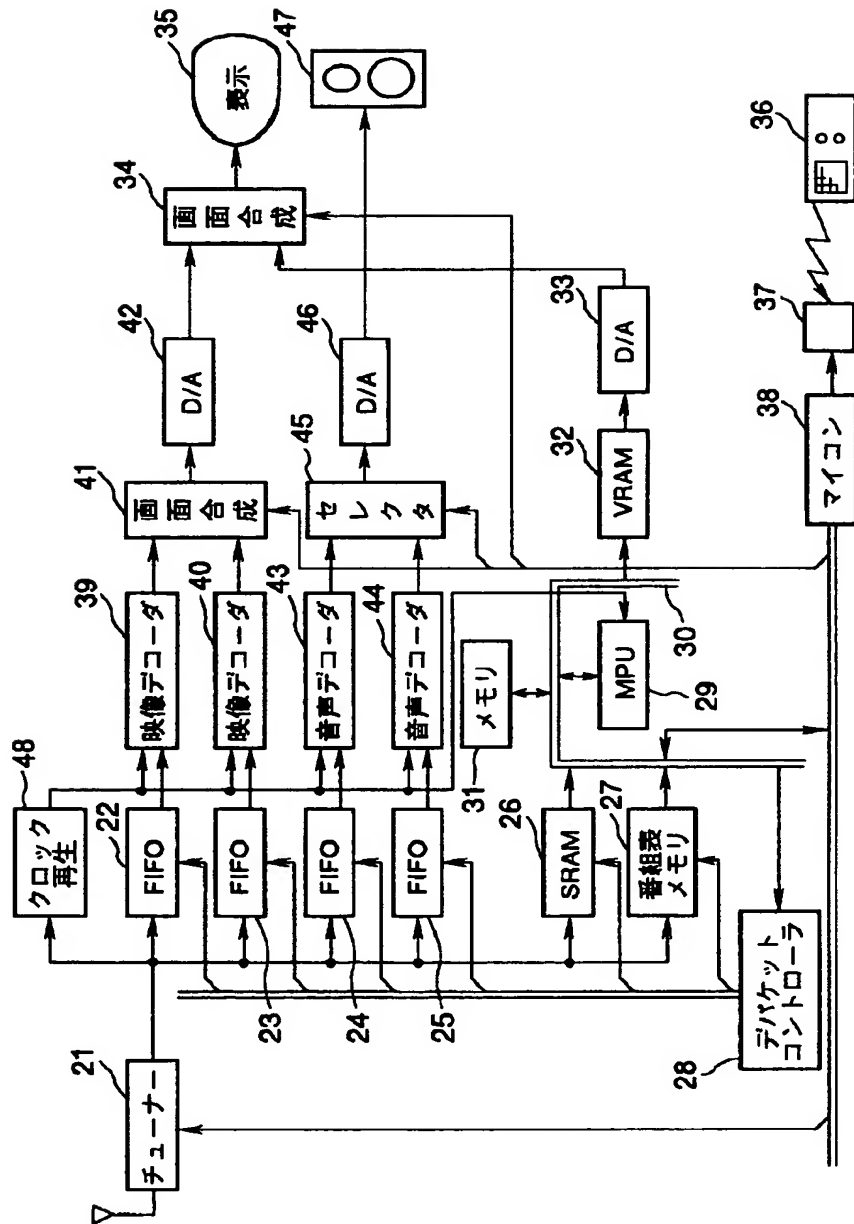 チューナー
21
クロック
再生
48
FIFO
22
FIFO
23
FIFO
24
FIFO
25
SRAM
26
番組表
メモリ
27
デパケット
コントローラ
28
映像デコーダ
39
映像デコーダ
40
音声デコーダ
43
音声デコーダ
44
メモリ
31
MPU
29
30
画面合成
41
セレクタ
45
VRAM
32
D/A
42
D/A
46
D/A
33
画面合成
34
表示
35
47
マイコン
38
37
36